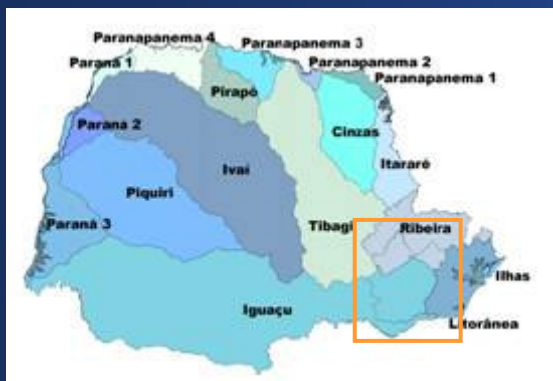 Paranapanema 4
Paranapanema 3
Paraná 1
Paranapanema 2
Paranapanema 1
Pirapó
Paraná 2
Cinzas
Ivaí
Itararé
Piquiri
Paraná 3
Tibagi
Ribeira
Ilhas
Iguaçu
Litorânea